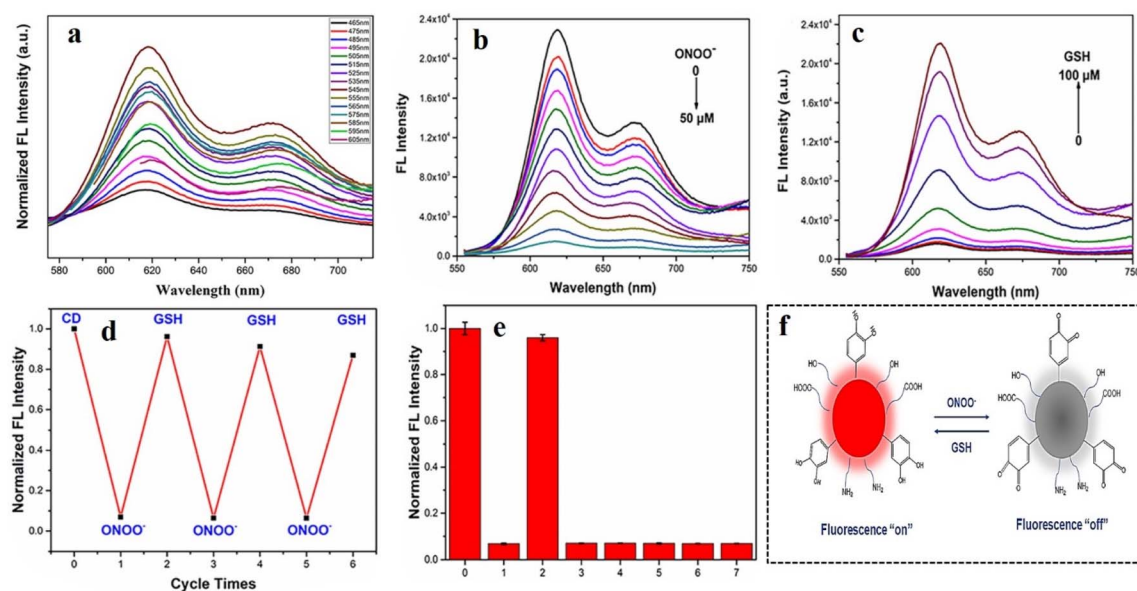 a
Normalized FL Intensity (a.u.)
465nm
475nm
485nm
495nm
505nm
515nm
525nm
535nm
545nm
555nm
565nm
575nm
585nm
595nm
605nm
580 600 620 640 660 680 700
Wavelength (nm)
b
FL Intensity
2.4x10⁴
2.0x10⁴
1.6x10⁴
1.2x10⁴
8.0x10³
4.0x10³
0.0
ONOO⁻
0
50 μM
550 600 650 700 750
Wavelength (nm)
c
FL Intensity (a.u.)
2.4x10⁴
2.0x10⁴
1.6x10⁴
1.2x10⁴
8.0x10³
4.0x10³
0.0
GSH
100 μM
0
550 600 650 700 750
Wavelength (nm)
d
Normalized FL Intensity
1.0
0.8
0.6
0.4
0.2
0.0
CD GSH GSH GSH
ONOO⁻ ONOO⁻ ONOO⁻
0 1 2 3 4 5 6
Cycle Times
e
Normalized FL Intensity
1.0
0.8
0.6
0.4
0.2
0.0
0 1 2 3 4 5 6 7
f
HO OH
HOOC COOH
HO OH
OH OH
NH₂ NH₂
Fluorescence “on”
ONOO⁻
GSH
O O
HO OH
HOOC COOH
O O
O O
NH₂ NH₂
Fluorescence “off”